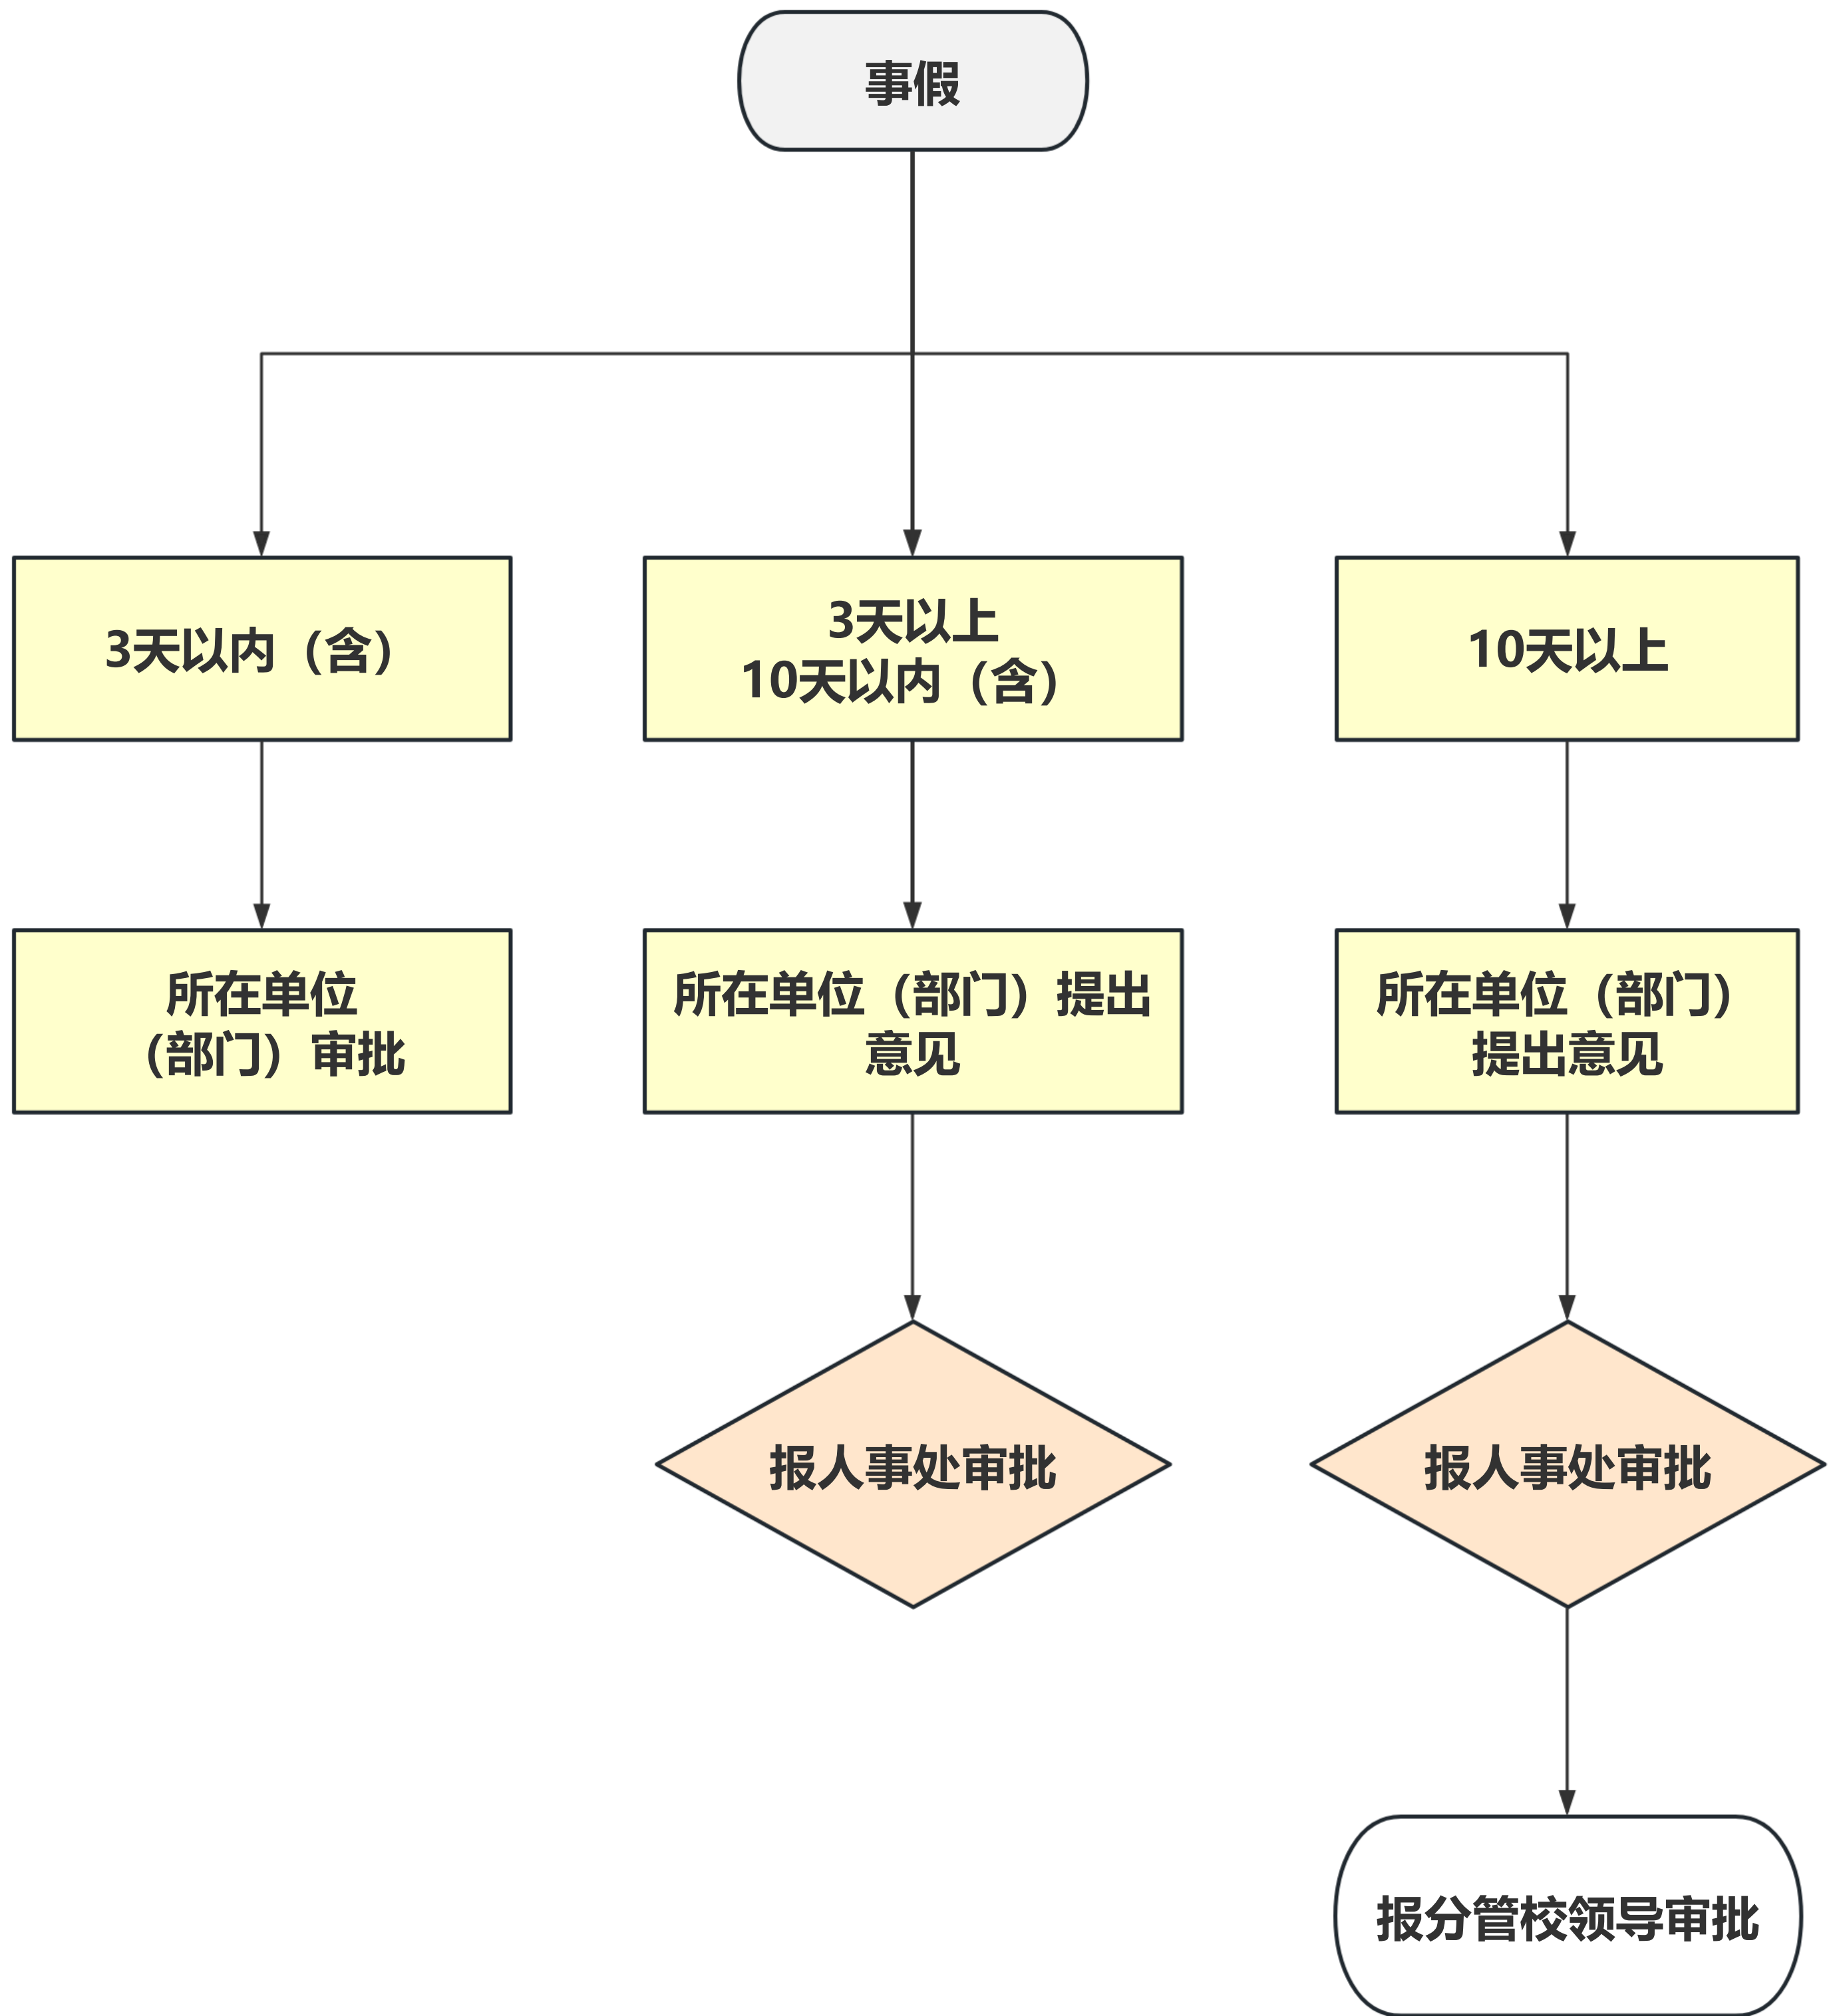 事假
3天以内（含）
3天以上
10天以内（含）
10天以上
所在单位
（部门）审批
所在单位（部门）提出
意见
所在单位（部门）
提出意见
报人事处审批
报人事处审批
报分管校领导审批